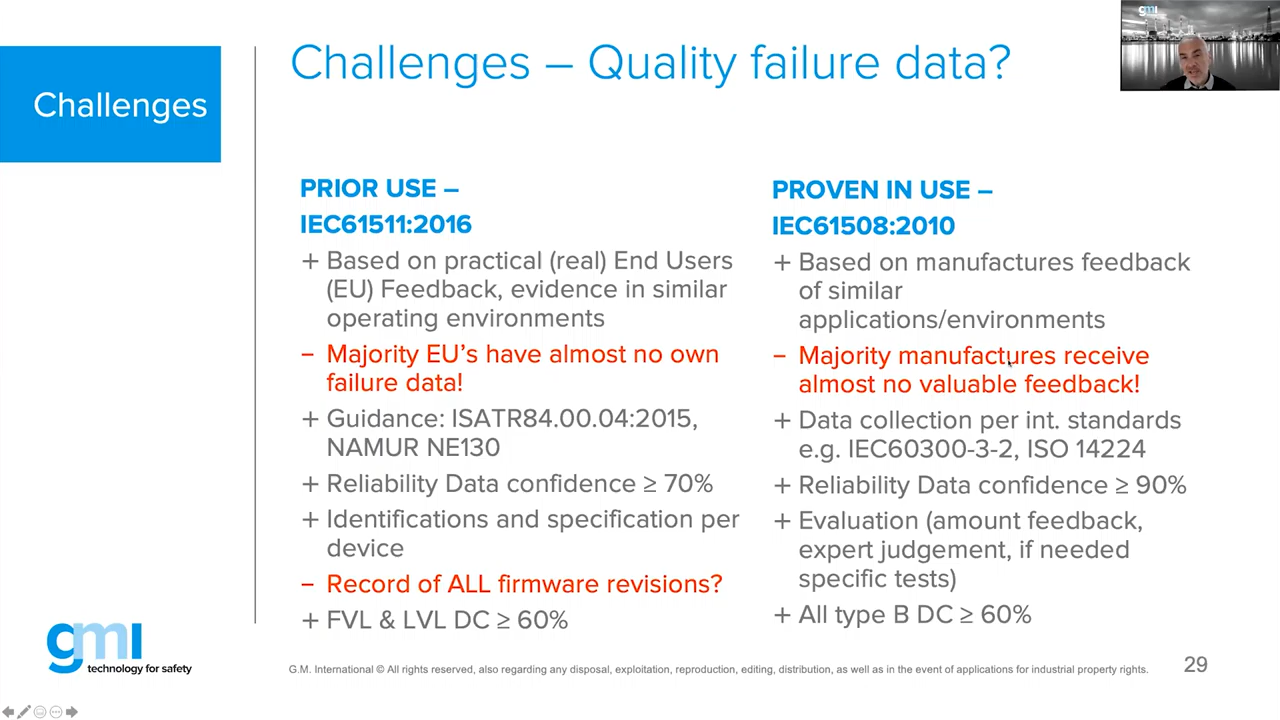 Challenges
Challenges – Quality failure data?
PRIOR USE –
IEC61511:2016
+ Based on practical (real) End Users
(EU) Feedback, evidence in similar
operating environments
− Majority EU’s have almost no own
failure data!
+ Guidance: ISATR84.00.04:2015,
NAMUR NE130
+ Reliability Data confidence ≥ 70%
+ Identifications and specification per
device
− Record of ALL firmware revisions?
+ FVL & LVL DC ≥ 60%
PROVEN IN USE –
IEC61508:2010
+ Based on manufactures feedback
of similar
applications/environments
− Majority manufactures receive
almost no valuable feedback!
+ Data collection per int. standards
e.g. IEC60300-3-2, ISO 14224
+ Reliability Data confidence ≥ 90%
+ Evaluation (amount feedback,
expert judgement, if needed
specific tests)
+ All type B DC ≥ 60%
gmi
technology for safety
G.M. International © All rights reserved, also regarding any disposal, exploitation, reproduction, editing, distribution, as well as in the event of applications for industrial property rights.
29
gmi